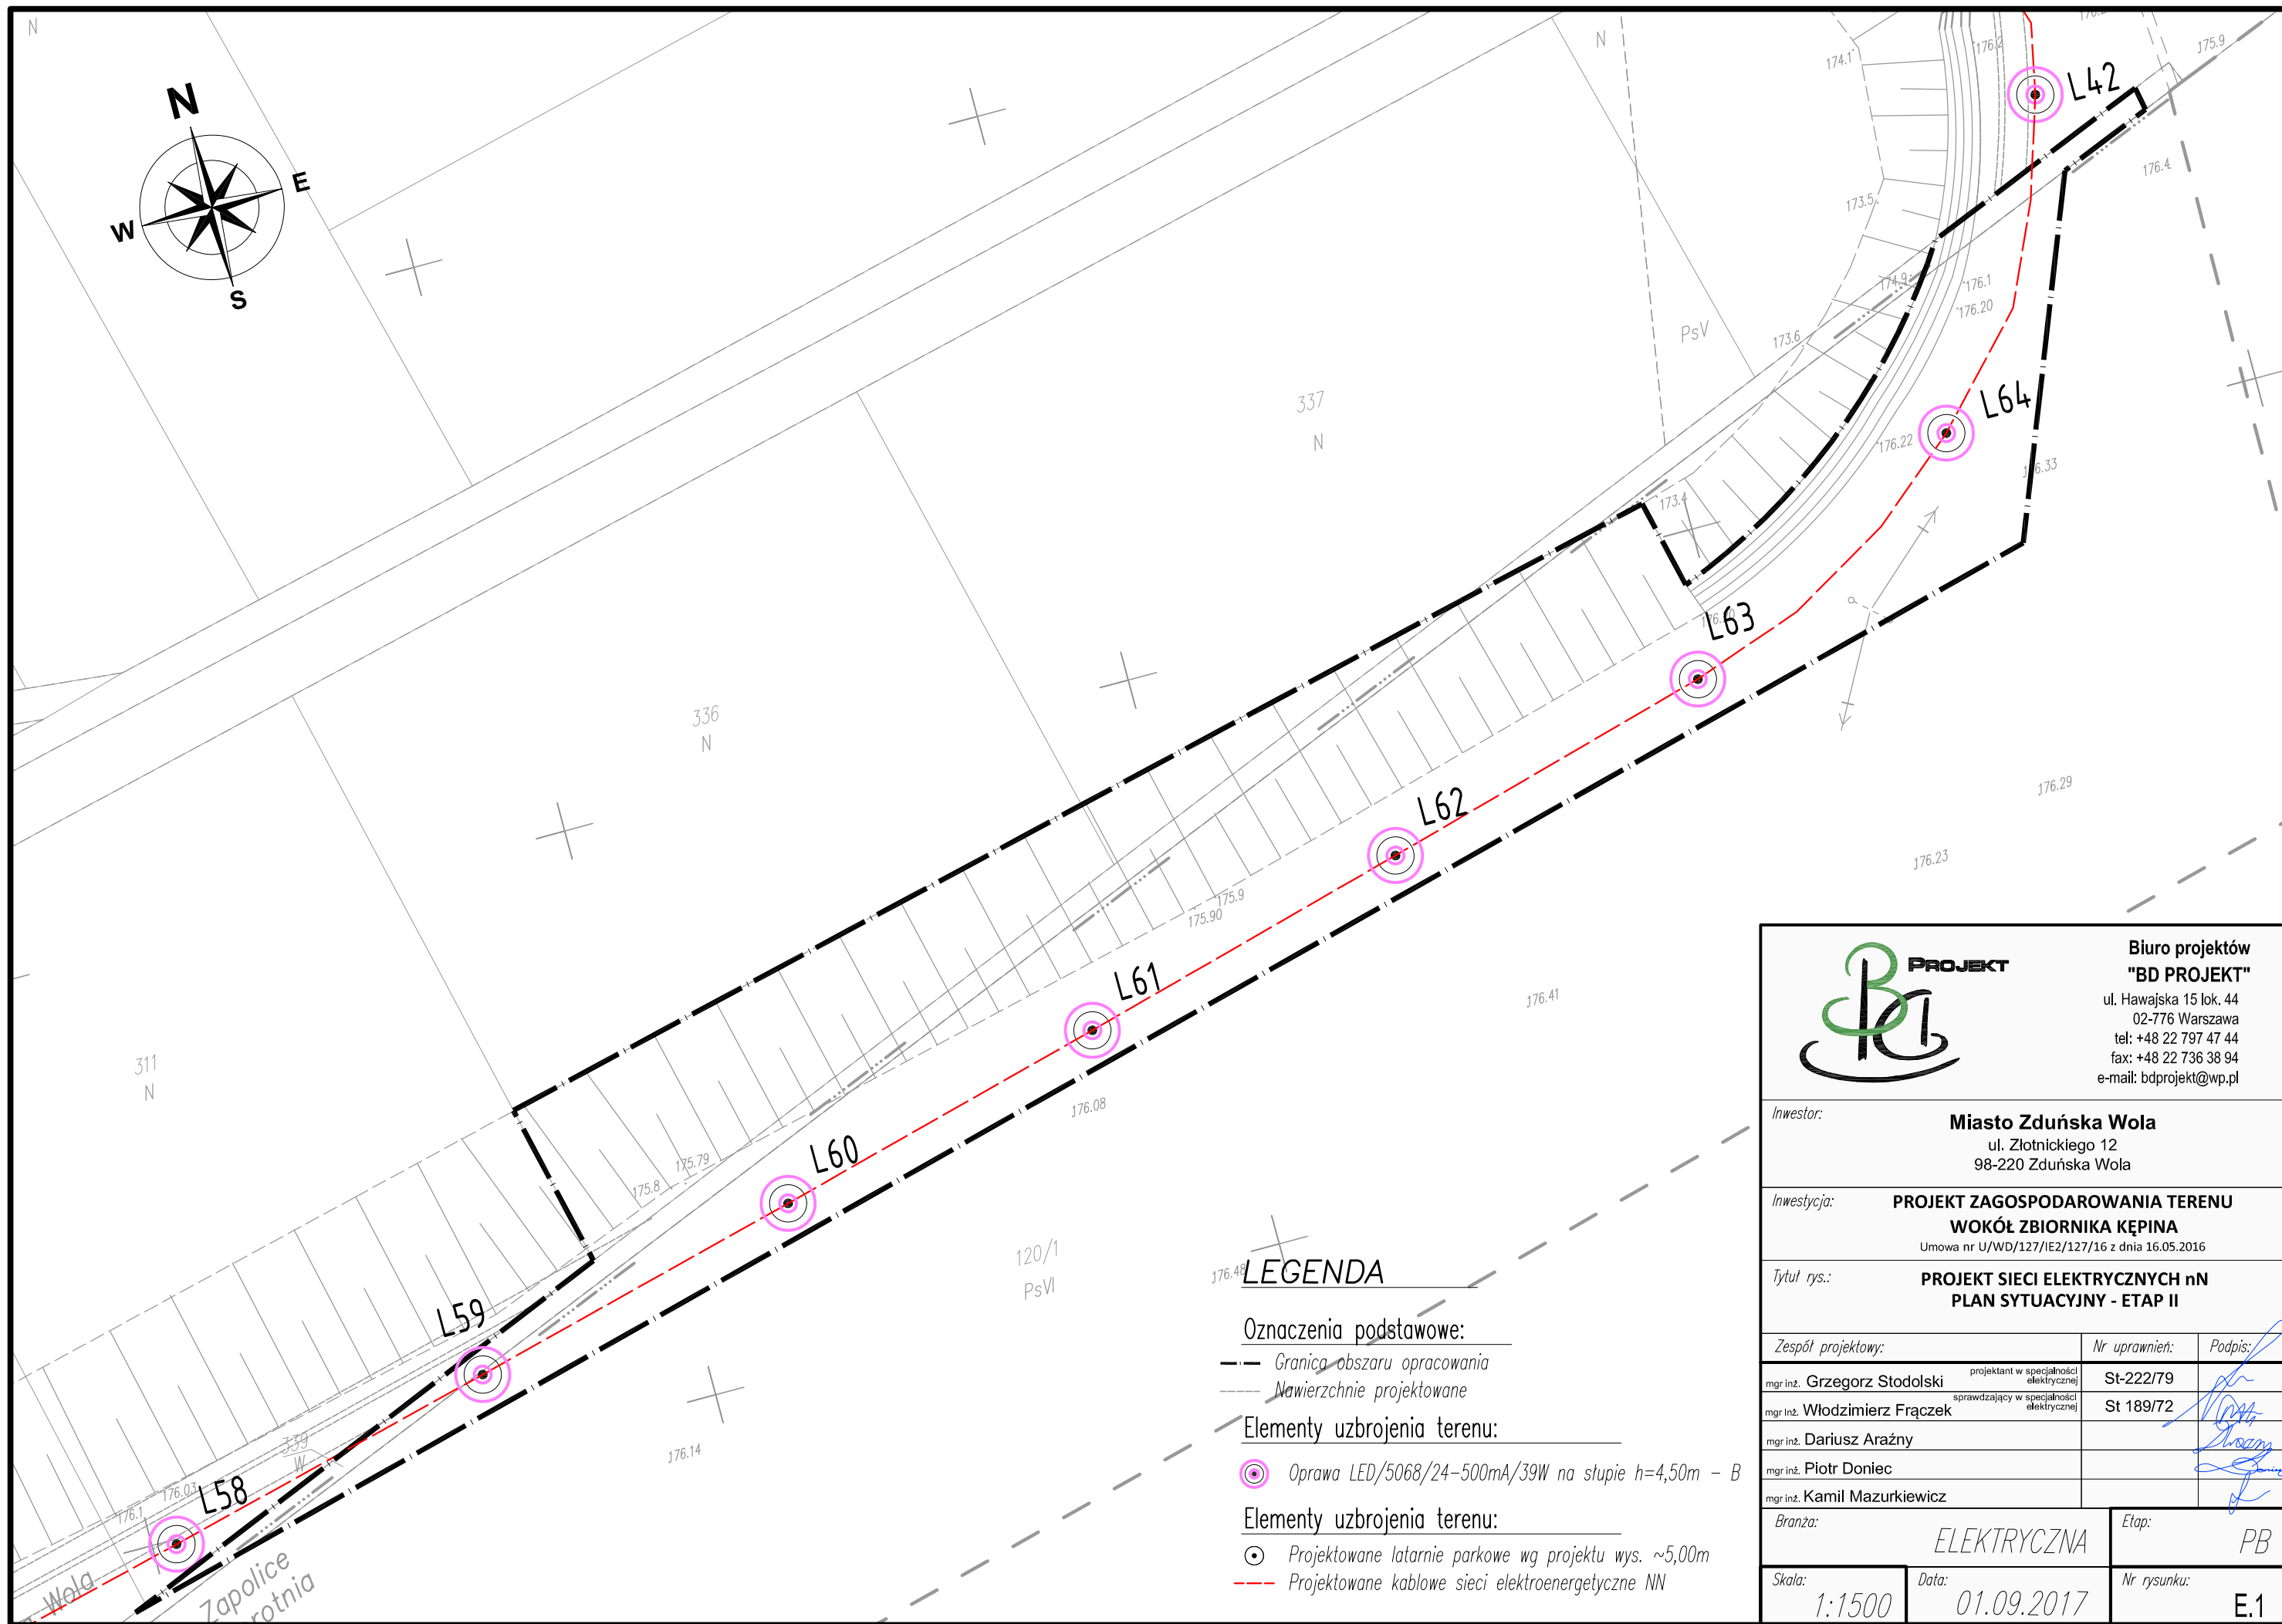 N
N
N
E
W
S
176.2
175.9
174.1
L42
176.4
173.5
174.9
176.1
176.20
PsV
173.6
337
N
L64
176.22
173.4
L63
336
N
176.29
L62
176.23
175.9
175.90
176.41
L61
311
N
176.08
L60
175.79
175.8
120/1
PsVI
176.48
L59
176.14
339
W
176.03
176.1
L58
Wola
Zapolice
LEGENDA
Oznaczenia podstawowe:
Granica obszaru opracowania
Nawierzchnie projektowane
Elementy uzbrojenia terenu:
Oprawa LED/5068/24-500mA/39W na słupie h=4,50m - B
Elementy uzbrojenia terenu:
Projektowane latarnie parkowe wg projektu wys. ~5,00m
Projektowane kablowe sieci elektroenergetyczne NN
PROJEKT
Biuro projektów
"BD PROJEKT"
ul. Hawajska 15 lok. 44
02-776 Warszawa
tel: +48 22 797 47 44
fax: +48 22 736 38 94
e-mail: bdprojekt@wp.pl
Inwestor:
Miasto Zduńska Wola
ul. Złotnickiego 12
98-220 Zduńska Wola
Inwestycja:
PROJEKT ZAGOSPODAROWANIA TERENU
WOKÓŁ ZBIORNIKA KĘPINA
Umowa nr U/WD/127/IE2/127/16 z dnia 16.05.2016
Tytuł rys.:
PROJEKT SIECI ELEKTRYCZNYCH nN
PLAN SYTUACYJNY - ETAP II
Zespół projektowy: Nr uprawnień: Podpis:
mgr inż. Grzegorz Stodolski projektant w specjalności elektrycznej St-222/79
mgr inż. Włodzimierz Frączek sprawdzający w specjalności elektrycznej St 189/72
mgr inż. Dariusz Araźny
mgr inż. Piotr Doniec
mgr inż. Kamil Mazurkiewicz
Branża: ELEKTRYCZNA Etap: PB
Skala: 1:1500 Data: 01.09.2017 Nr rysunku: E.1